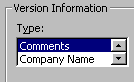 Version Information
Type:
Comments
Company Name